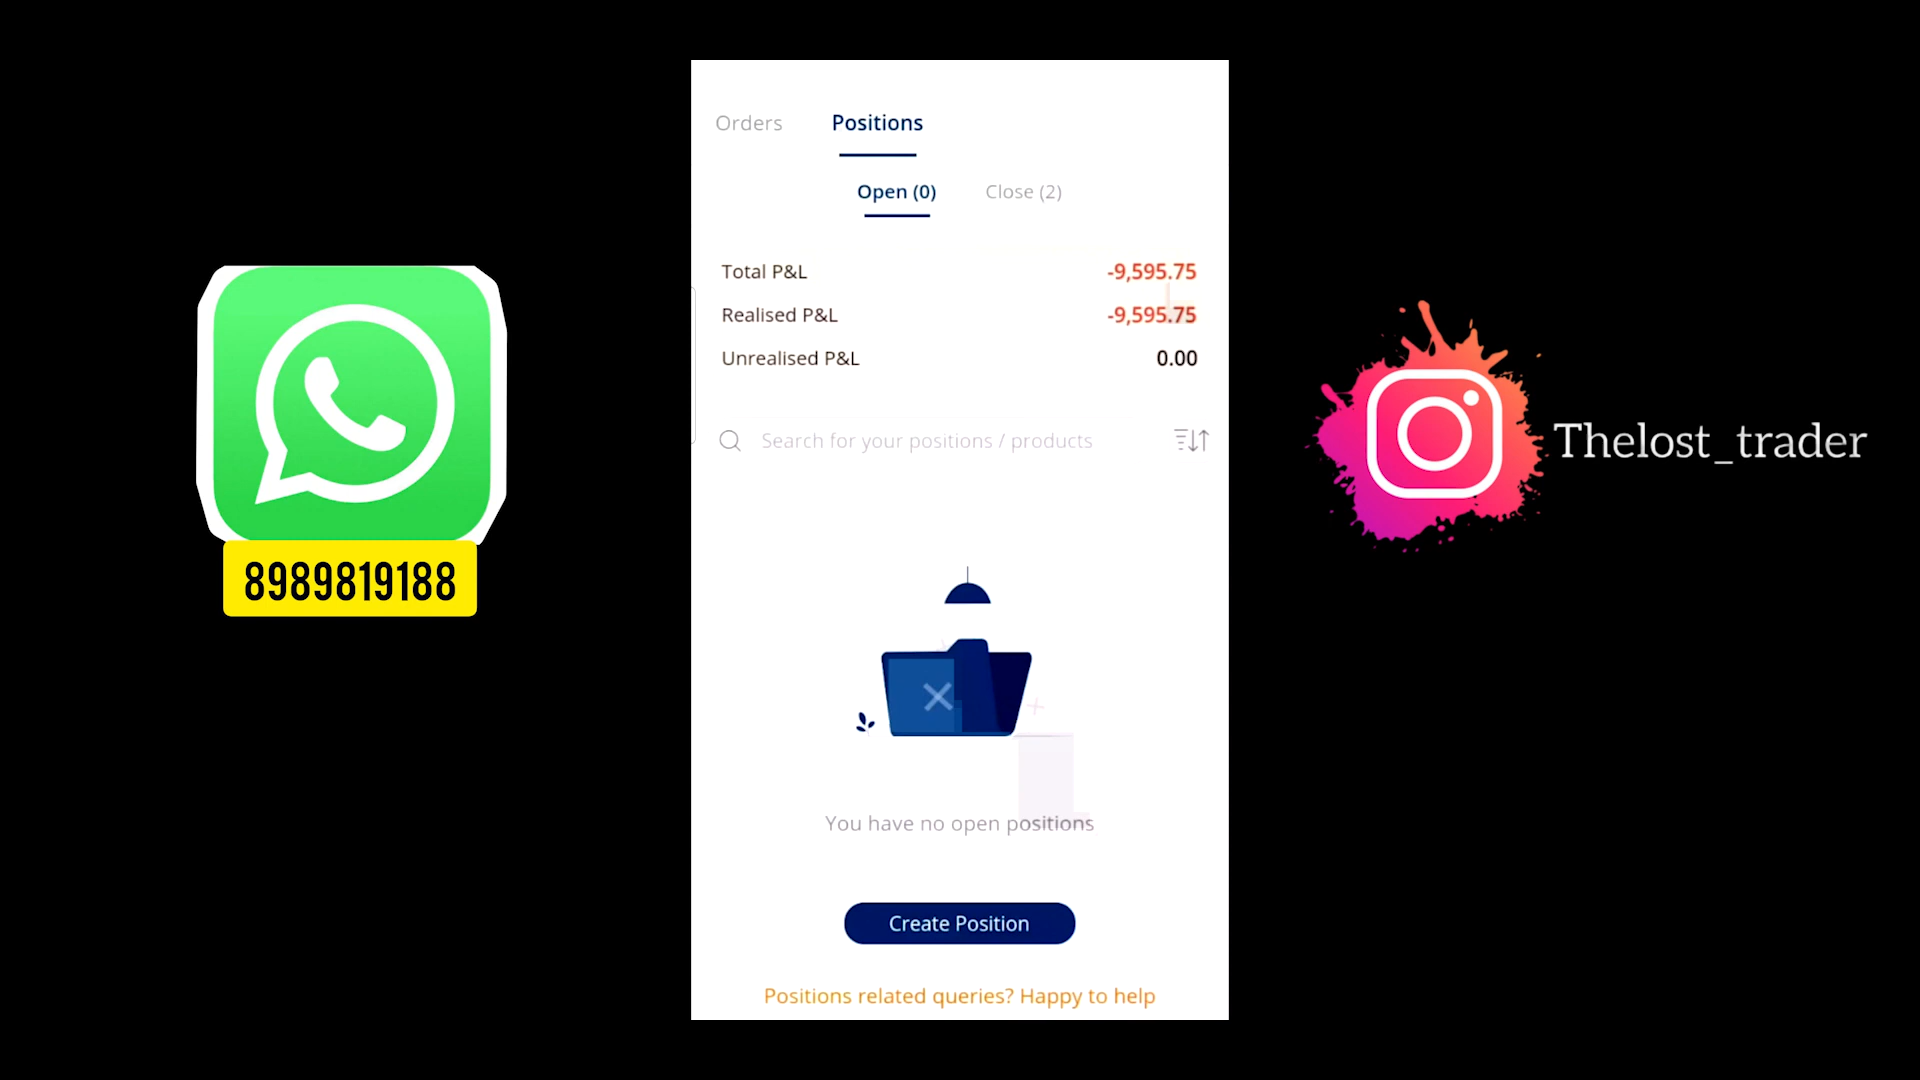 Orders Positions
Open (0) Close (2)
Total P&L -9,595.75
Realised P&L -9,595.75
Unrealised P&L 0.00
Search for your positions / products
You have no open positions
Create Position
Positions related queries? Happy to help
8989819188
Thelost_trader